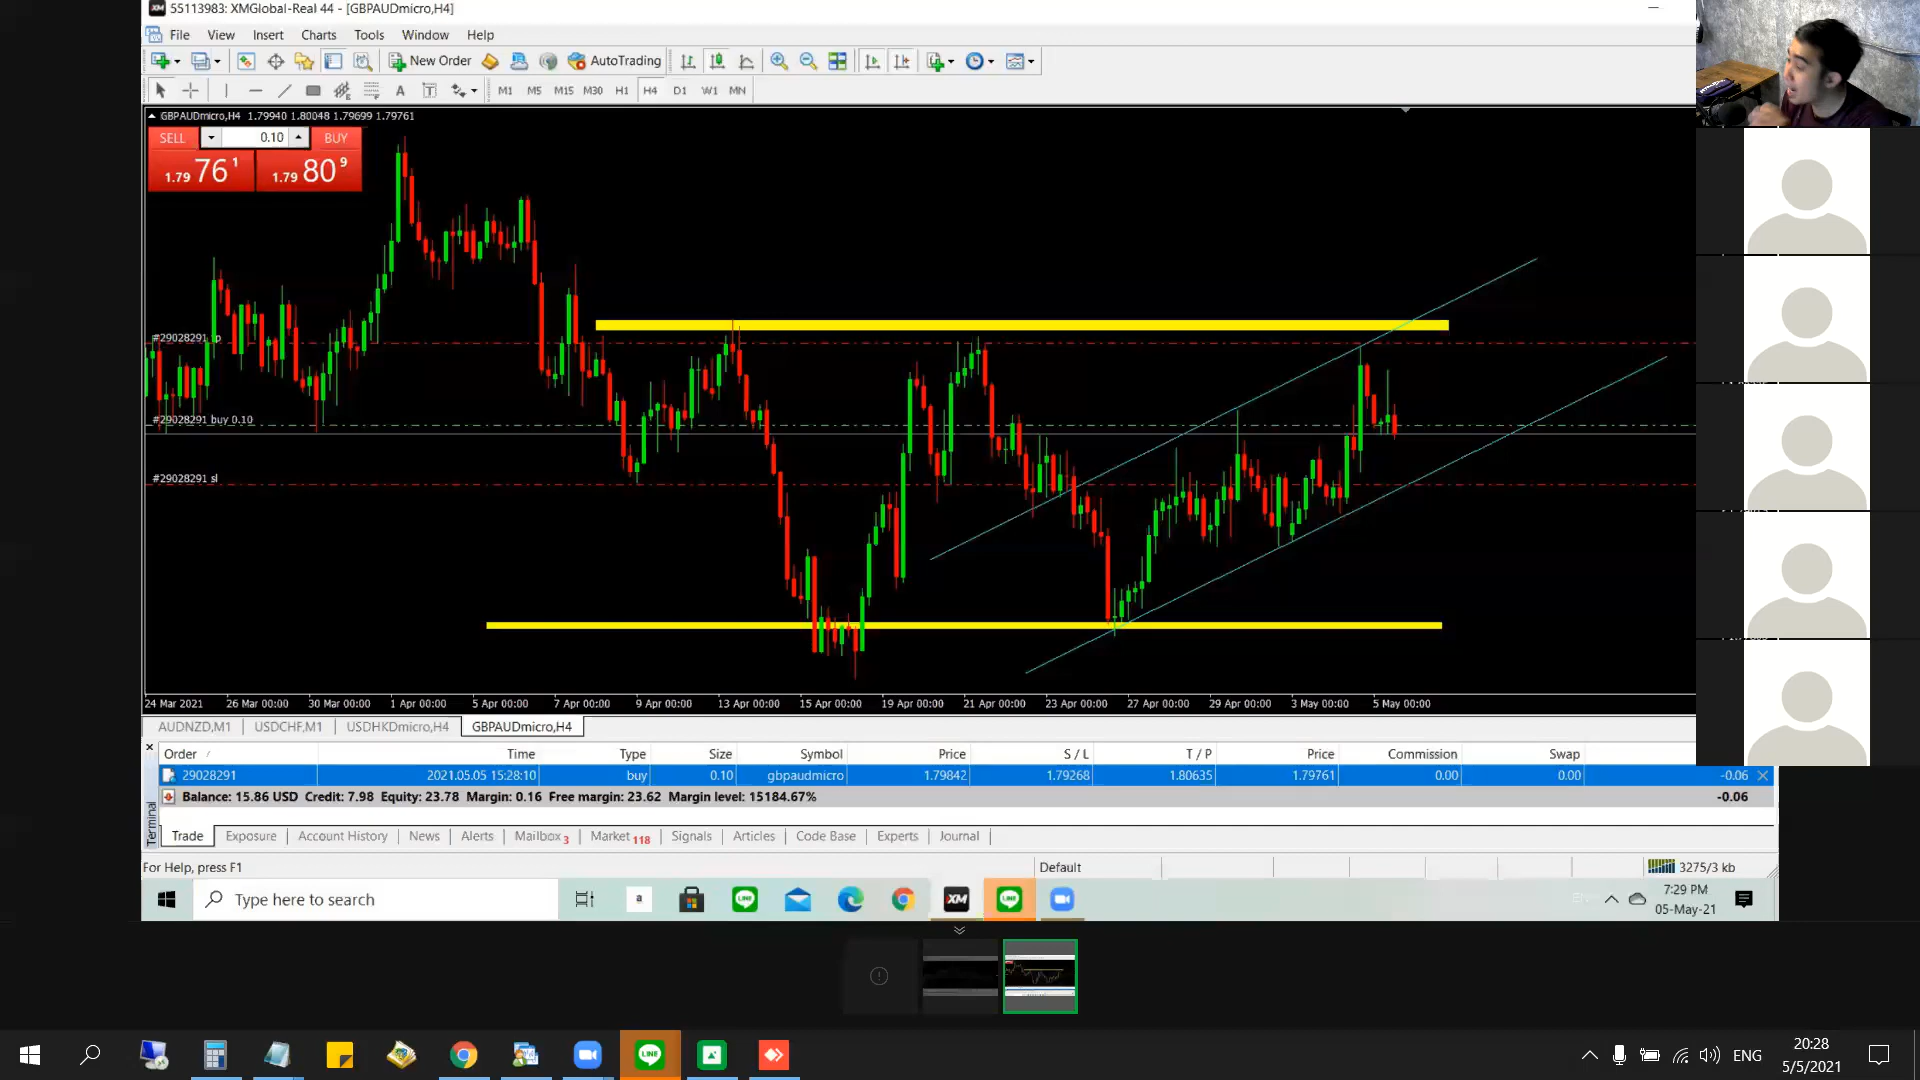 55113983: XMGlobal-Real 44 - [GBPAUDmicro,H4]
File View Insert Charts Tools Window Help
New Order AutoTrading
A T M1 M5 M15 M30 H1 H4 D1 W1 MN
GBPAUDmicro,H4 1.79940 1.80048 1.79699 1.79761
SELL 0.10 BUY
1.79 76 1 1.79 80 9
#29028291 tp
#29028291 buy 0.10
#29028291 sl
24 Mar 2021 26 Mar 00:00 30 Mar 00:00 1 Apr 00:00 5 Apr 00:00 7 Apr 00:00 9 Apr 00:00 13 Apr 00:00 15 Apr 00:00 19 Apr 00:00 21 Apr 00:00 23 Apr 00:00 27 Apr 00:00 29 Apr 00:00 3 May 00:00 5 May 00:00
AUDNZD,M1 USDCHF,M1 USDHKDmicro,H4 GBPAUDmicro,H4
Order Time Type Size Symbol Price S / L T / P Price Commission Swap
29028291 2021.05.05 15:28:10 buy 0.10 gbpaudmicro 1.79842 1.79268 1.80635 1.79761 0.00 0.00 -0.06
Balance: 15.86 USD Credit: 7.98 Equity: 23.78 Margin: 0.16 Free margin: 23.62 Margin level: 15184.67% -0.06
Terminal
Trade Exposure Account History News Alerts Mailbox 3 Market 118 Signals Articles Code Base Experts Journal
For Help, press F1 Default 3275/3 kb
Type here to search a LINE XM LINE 7:29 PM
05-May-21
LINE ENG 20:28
5/5/2021